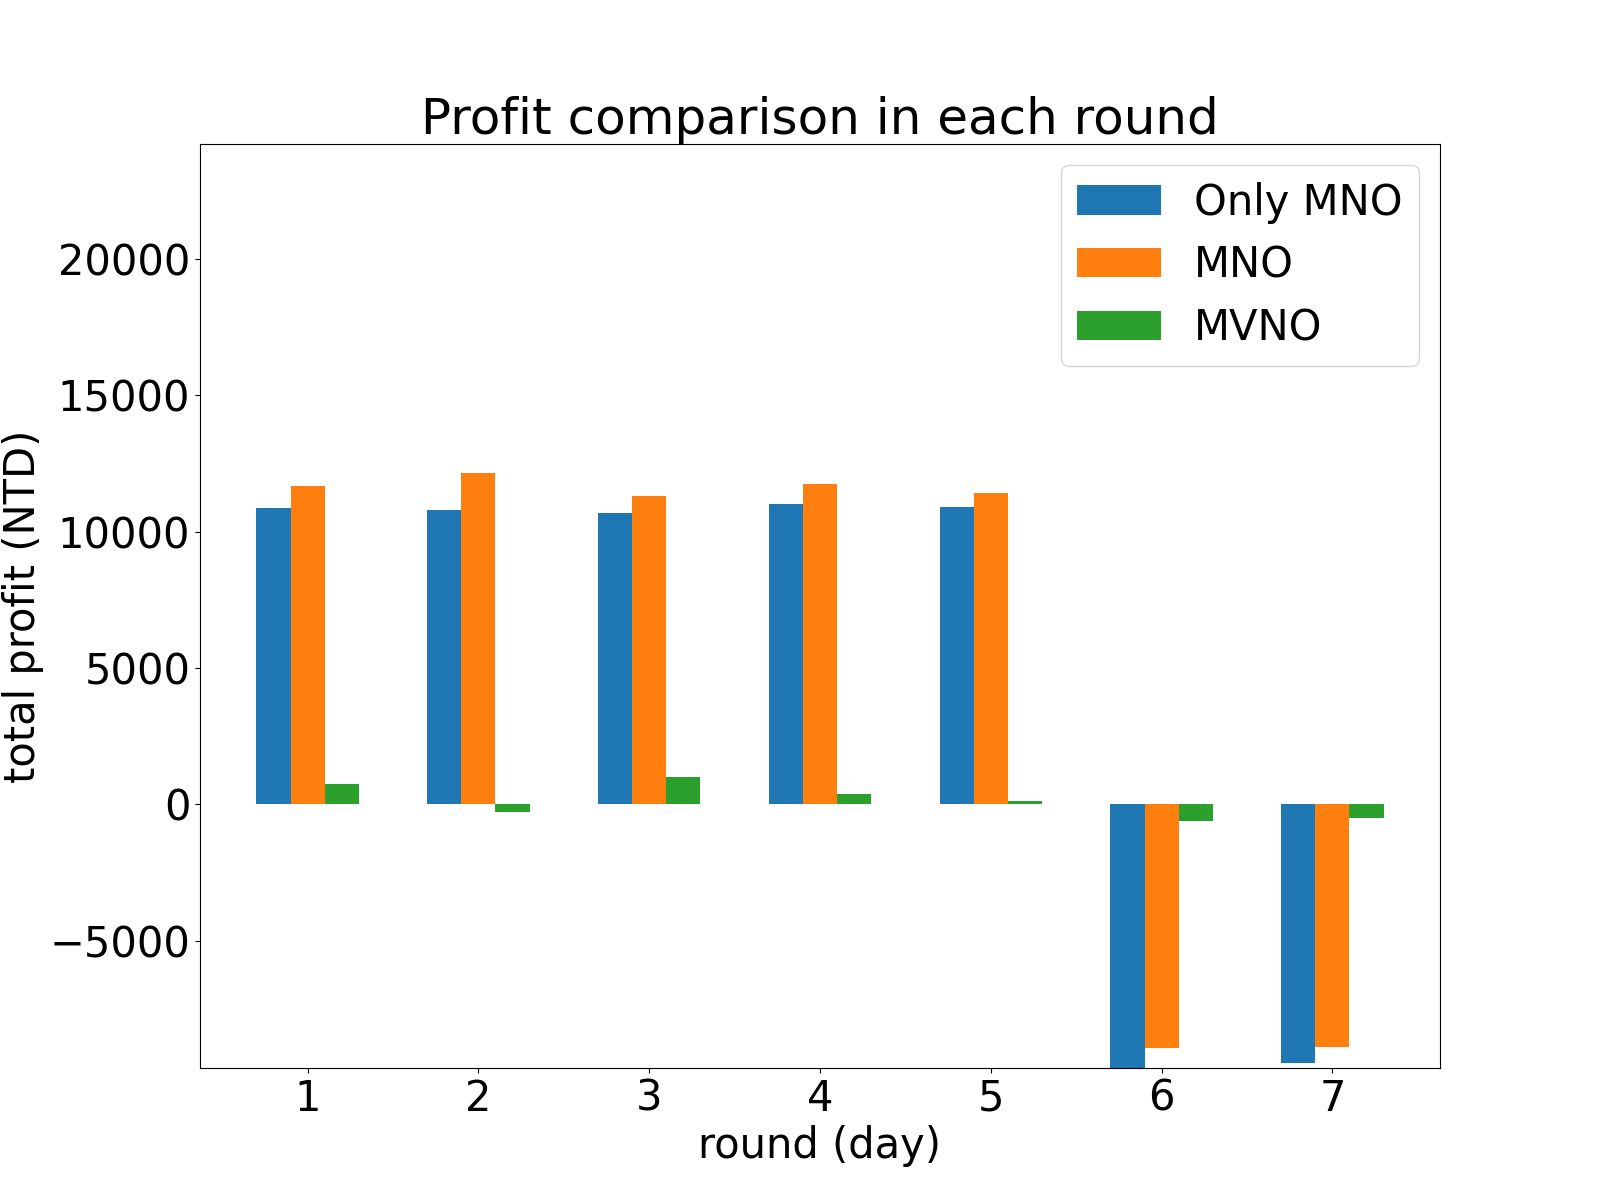 Profit comparison in each round
Only MNO
MNO
MVNO
total profit (NTD)
20000
15000
10000
5000
0
−5000
1 2 3 4 5 6 7
round (day)